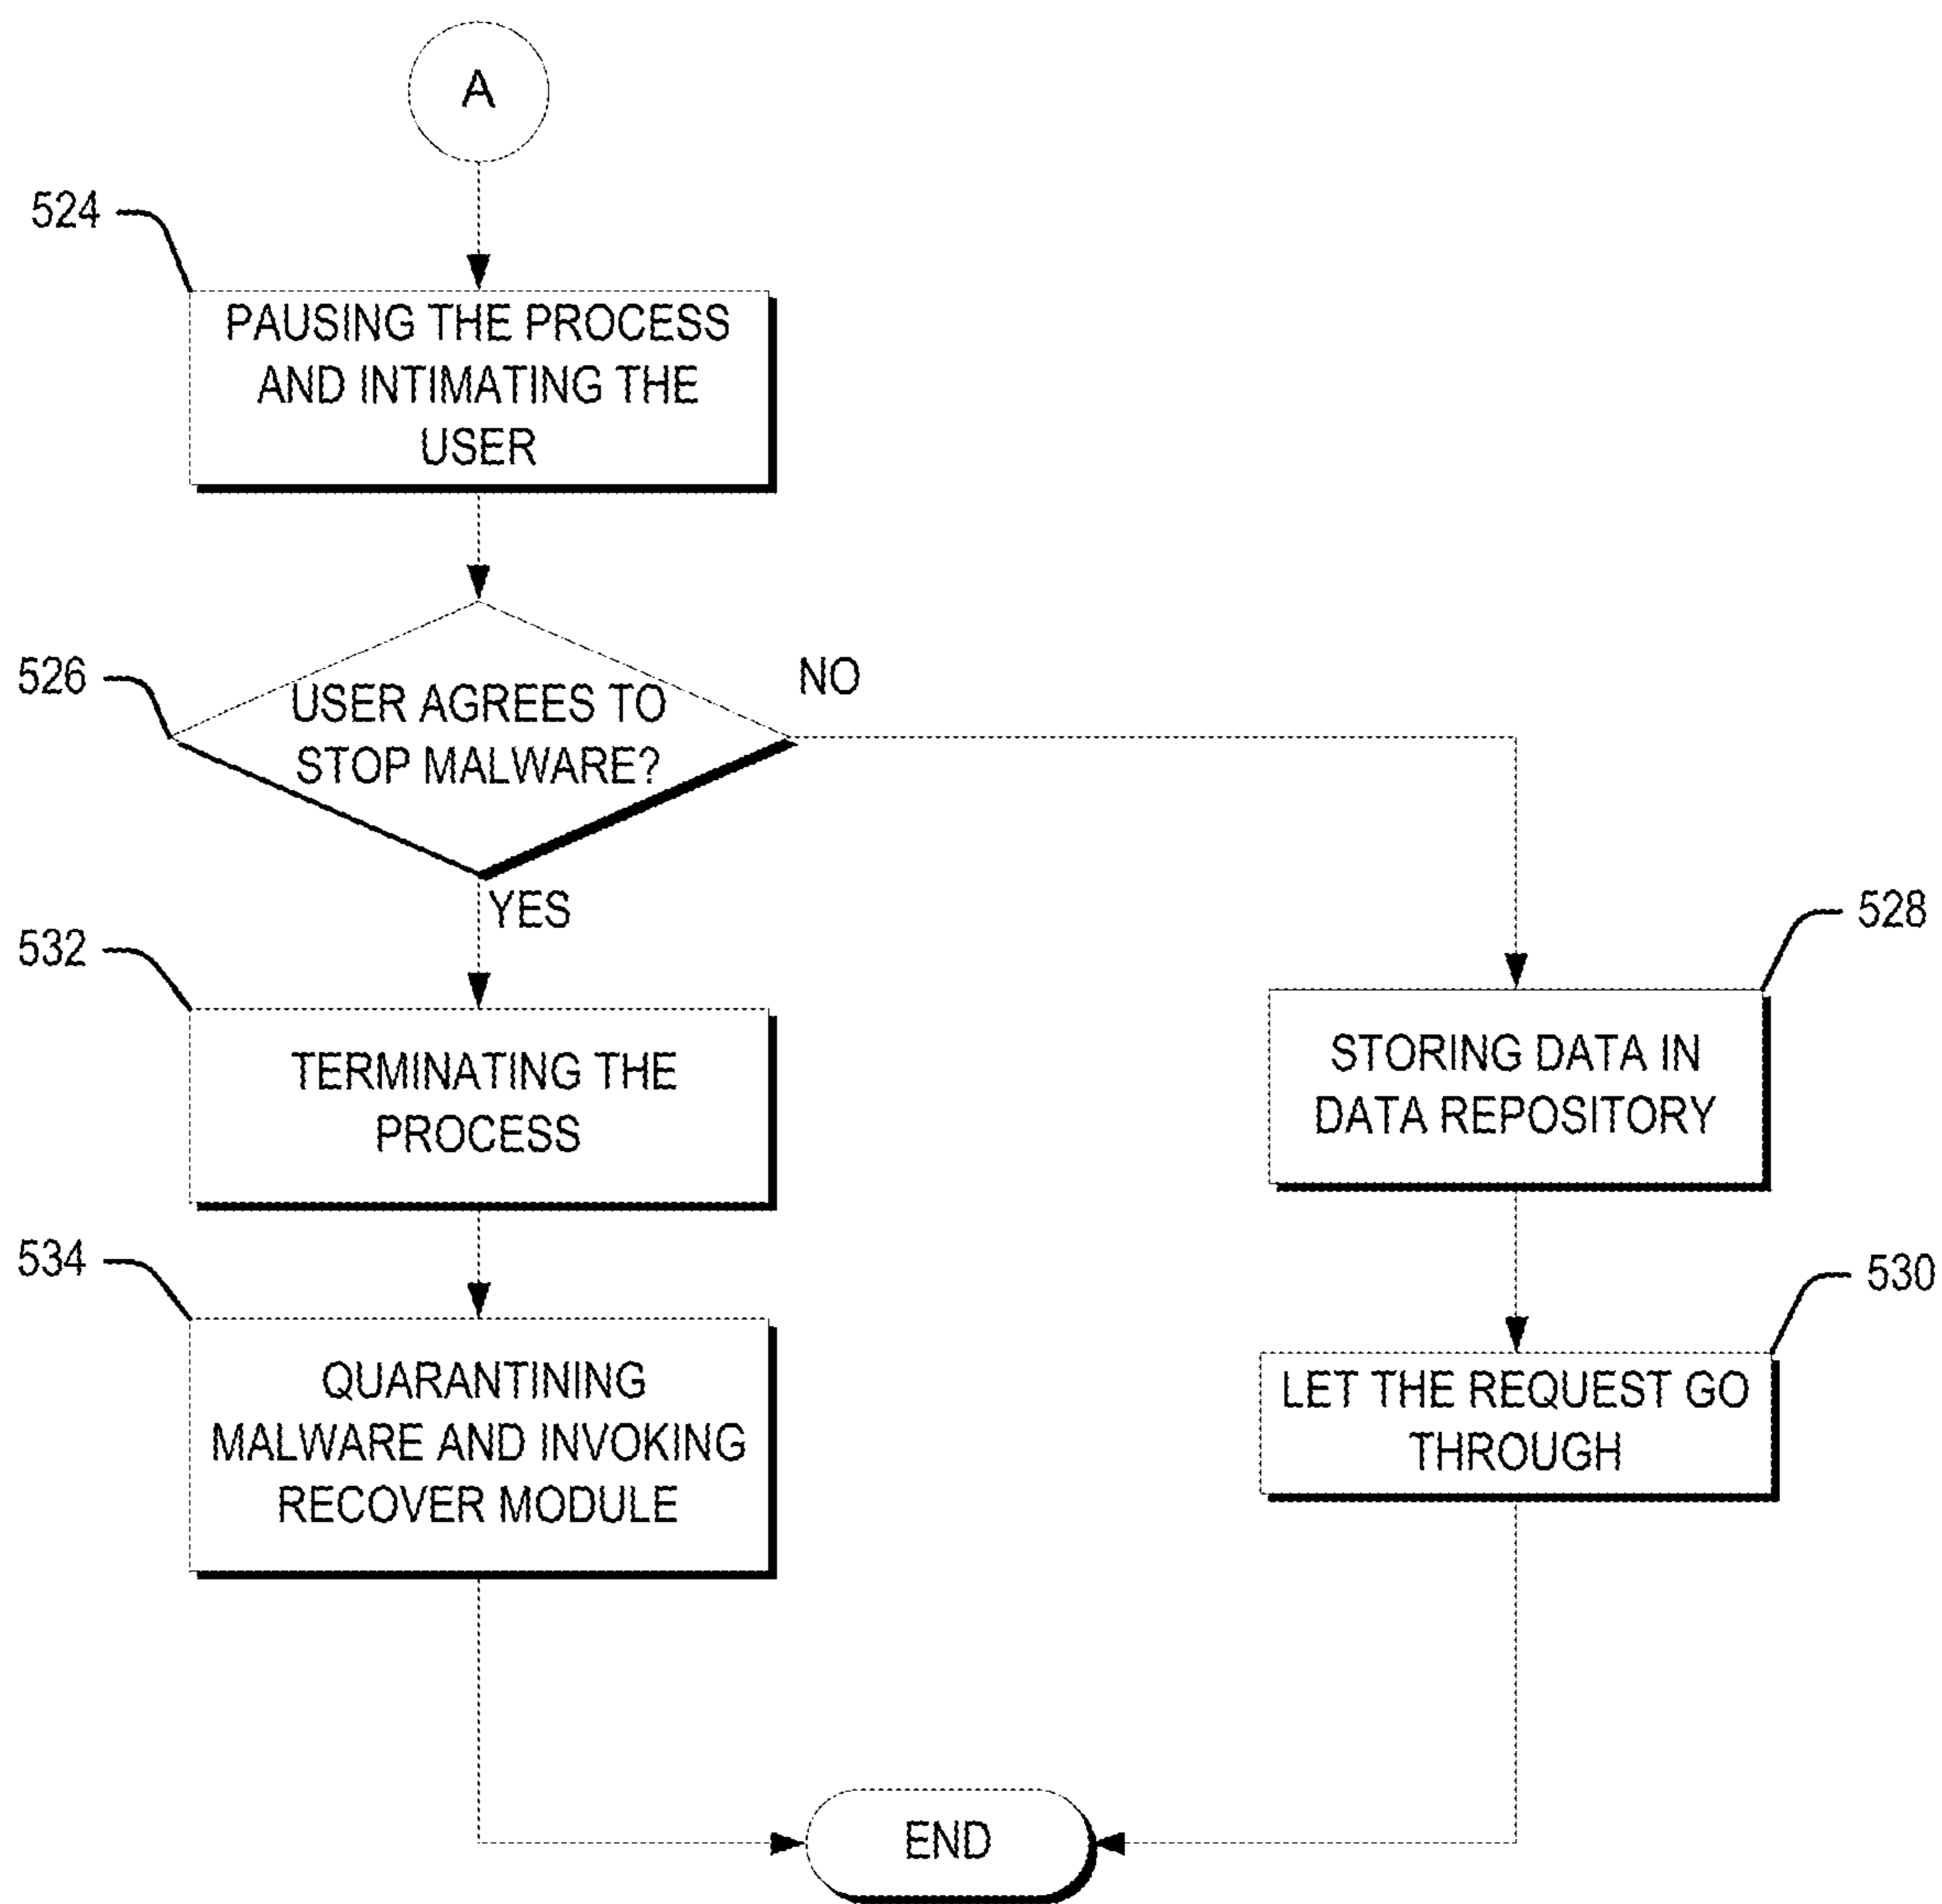 A
524
PAUSING THE PROCESS
AND INTIMATING THE
USER
526
USER AGREES TO
STOP MALWARE?
NO
YES
532
TERMINATING THE
PROCESS
528
STORING DATA IN
DATA REPOSITORY
534
QUARANTINING
MALWARE AND INVOKING
RECOVER MODULE
530
LET THE REQUEST GO
THROUGH
END